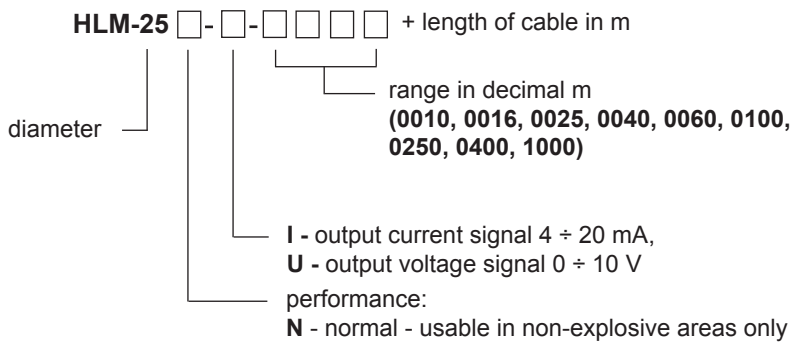 HLM-25 □ - □ - □ □ □ □ + length of cable in m
range in decimal m
(0010, 0016, 0025, 0040, 0060, 0100,
0250, 0400, 1000)
diameter
I - output current signal 4 ÷ 20 mA,
U - output voltage signal 0 ÷ 10 V
performance:
N - normal - usable in non-explosive areas only